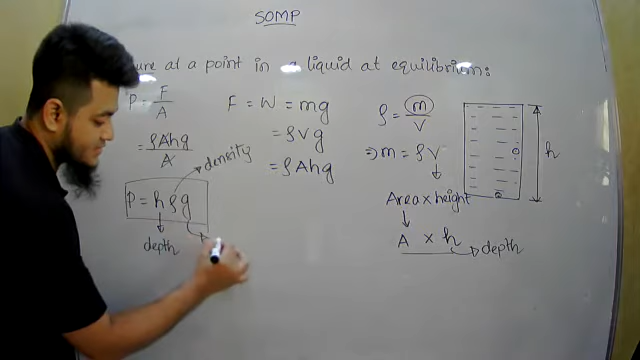 SOMP
ure at a point in a liquid at equilibrium:
P = F/A
= ρAhg/A
P = hρg
density
depth
F = W = mg
= ρVg
= ρAhg
ρ = m/V
⇒ m = ρV
Area × height
A × h
depth
h